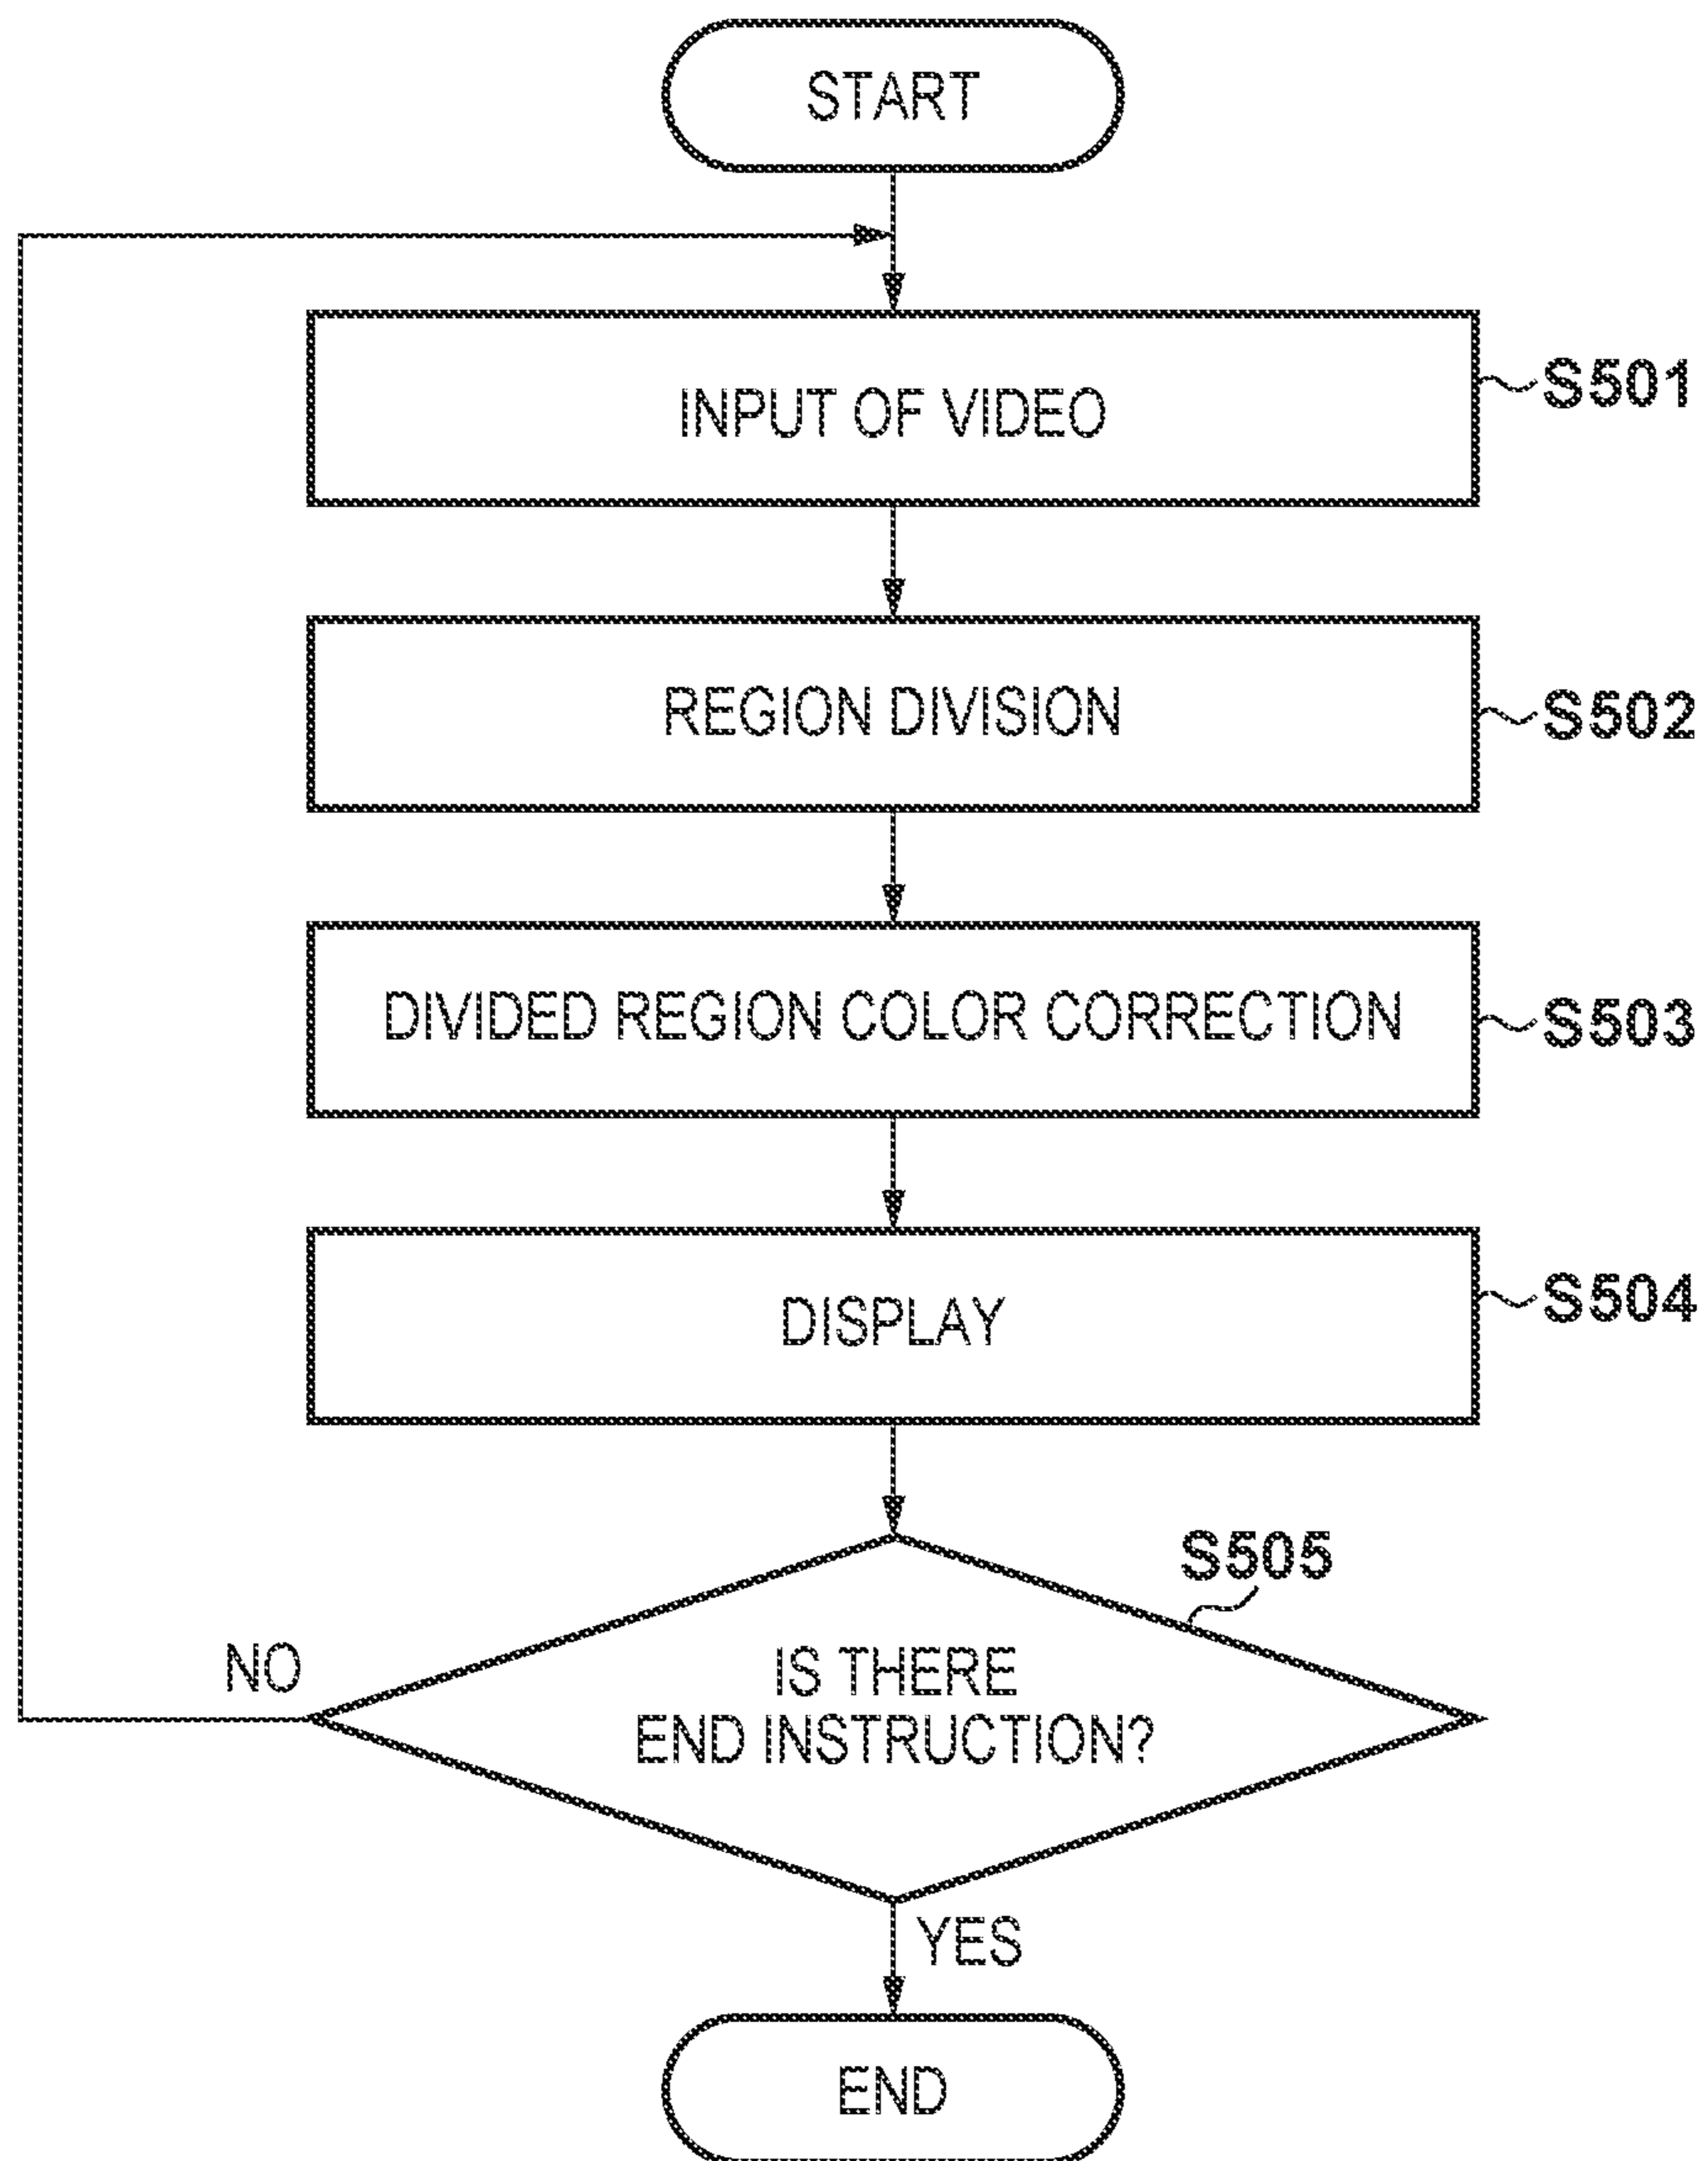 START
INPUT OF VIDEO
S501
REGION DIVISION
S502
DIVIDED REGION COLOR CORRECTION
S503
DISPLAY
S504
S505
NO
IS THERE
END INSTRUCTION?
YES
END